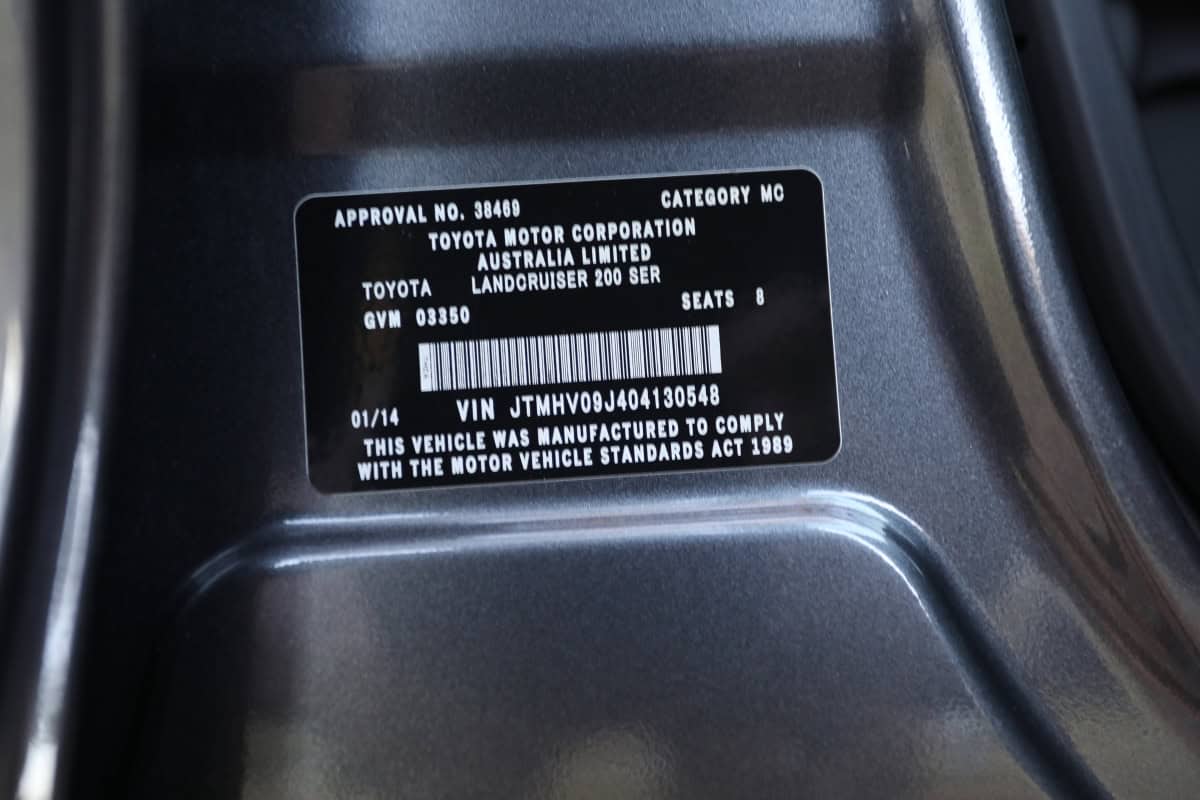 APPROVAL NO. 38469 CATEGORY MC
TOYOTA MOTOR CORPORATION
AUSTRALIA LIMITED
TOYOTA LANDCRUISER 200 SER
GVM 03350 SEATS 8
01/14 VIN JTMHV09J404130548
THIS VEHICLE WAS MANUFACTURED TO COMPLY
WITH THE MOTOR VEHICLE STANDARDS ACT 1989